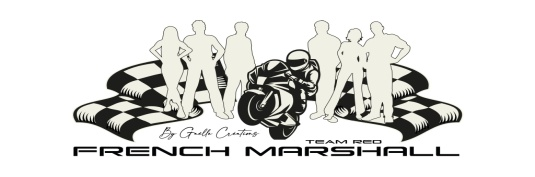 By Gaëlle Créations
TEAM RED
FRENCH MARSHALL